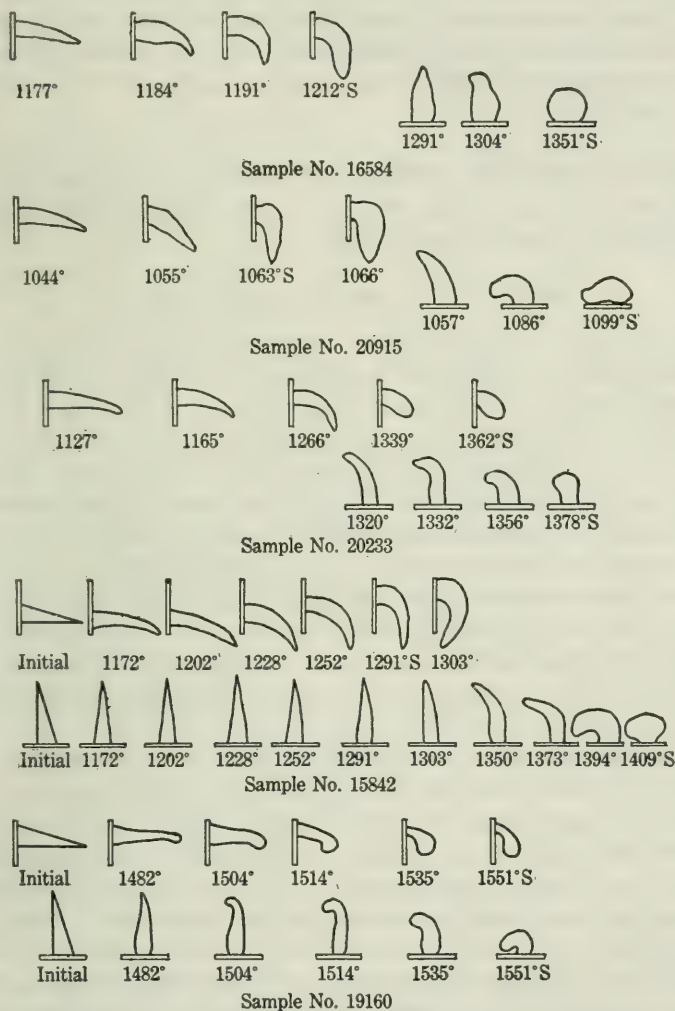 1177° 1184° 1191° 1212°S
1291° 1304° 1351°S
Sample No. 16584
1044° 1055° 1063°S 1066°
1057° 1086° 1099°S
Sample No. 20915
1127° 1165° 1266° 1339° 1362°S
1320° 1332° 1356° 1378°S
Sample No. 20233
Initial 1172° 1202° 1228° 1252° 1291°S 1303°
Initial 1172° 1202° 1228° 1252° 1291° 1303° 1350° 1373° 1394° 1409°S
Sample No. 15842
Initial 1482° 1504° 1514° 1535° 1551°S
Initial 1482° 1504° 1514° 1535° 1551°S
Sample No. 19160